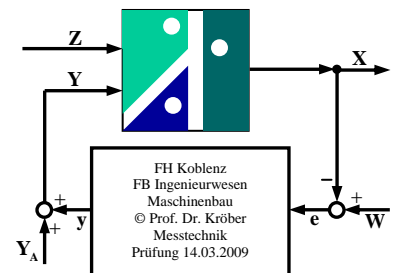 Z
X
Y
FH Koblenz
FB Ingenieurwesen
Maschinenbau
© Prof. Dr. Kröber
Messtechnik
Prüfung 14.03.2009
−
+
+
+
y
e
W
Y_A